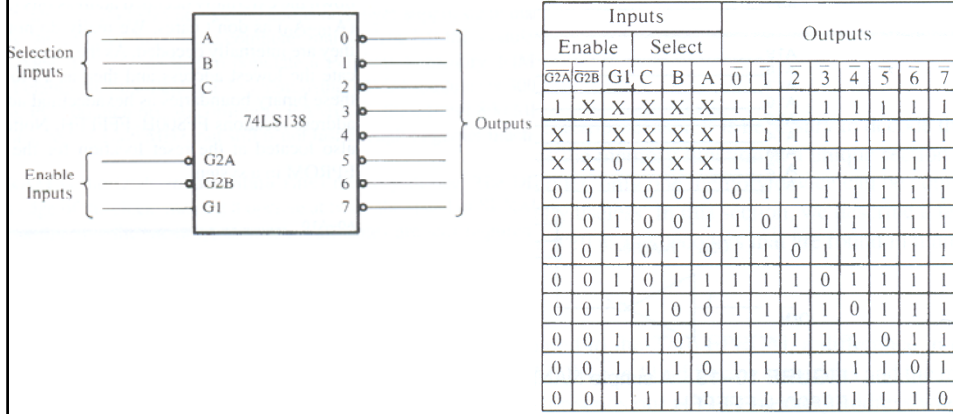 Selection
Inputs
A
B
C
74LS138
Enable
Inputs
G2A
G2B
G1
0
1
2
3
4
5
6
7
Outputs
Inputs
Outputs
Enable
Select
G2A G2B G1 C B A 0 1 2 3 4 5 6 7
1 X X X X X 1 1 1 1 1 1 1 1
X 1 X X X X 1 1 1 1 1 1 1 1
X X 0 X X X 1 1 1 1 1 1 1 1
0 0 1 0 0 0 0 1 1 1 1 1 1 1
0 0 1 0 0 1 1 0 1 1 1 1 1 1
0 0 1 0 1 0 1 1 0 1 1 1 1 1
0 0 1 0 1 1 1 1 1 0 1 1 1 1
0 0 1 1 0 0 1 1 1 1 0 1 1 1
0 0 1 1 0 1 1 1 1 1 1 0 1 1
0 0 1 1 1 0 1 1 1 1 1 1 0 1
0 0 1 1 1 1 1 1 1 1 1 1 1 0